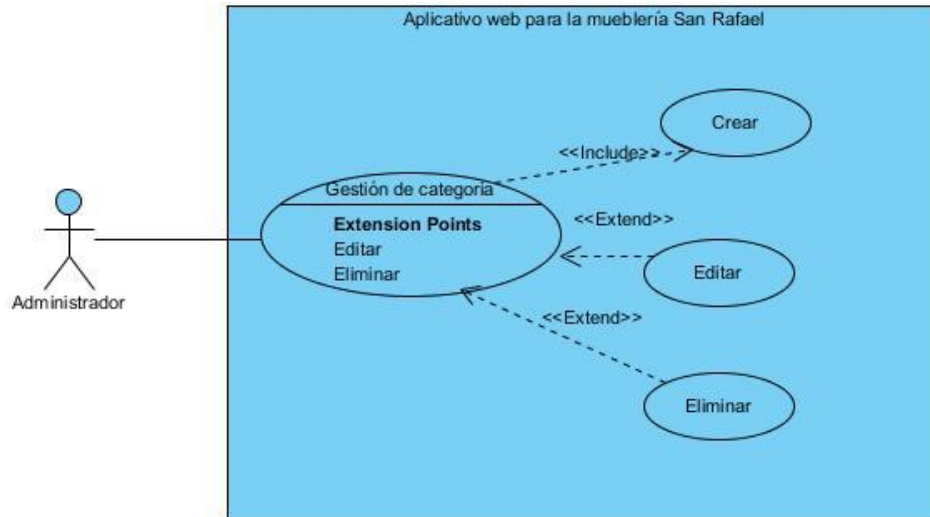 Aplicativo web para la mueblería San Rafael
Crear
<<Include>>
Gestión de categoria
Extension Points
Editar
Eliminar
<<Extend>>
Editar
Administrador
<<Extend>>
Eliminar